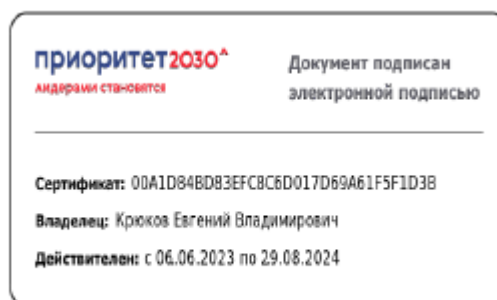 приоритет2030^
лидерами становятся
Документ подписан
электронной подписью
Сертификат: 00A1D84BD83EFC8C6D017D69A61F5F1D3B
Владелец: Крюков Евгений Владимирович
Действителен: с 06.06.2023 по 29.08.2024